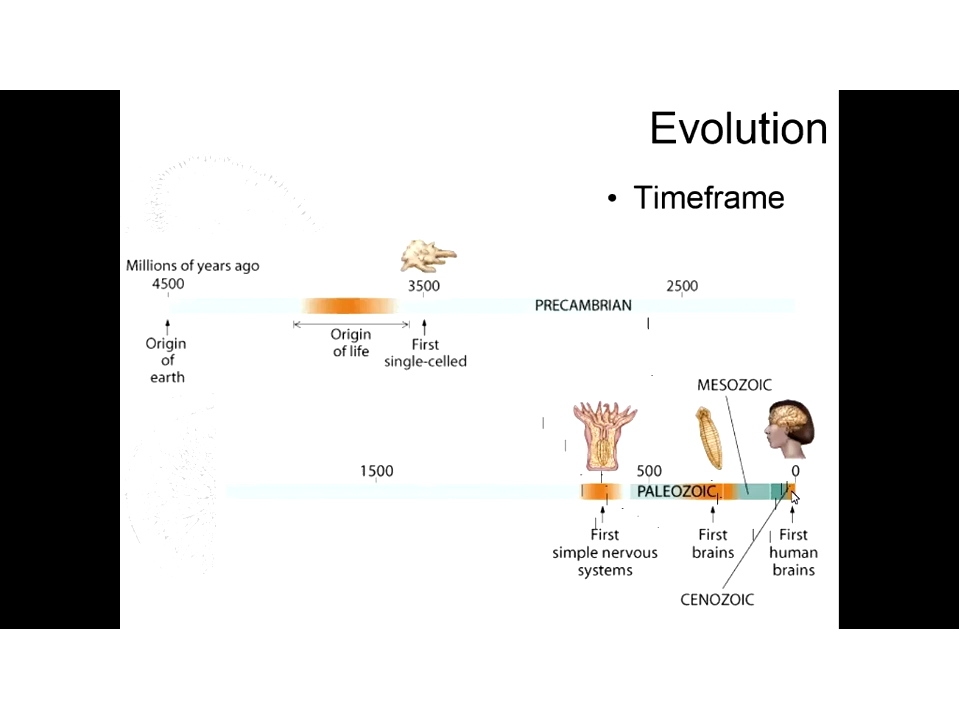 Evolution
• Timeframe
Millions of years ago
4500
3500
2500
PRECAMBRIAN
Origin
of
earth
Origin
of life
First
single-celled
MESOZOIC
1500
500
0
PALEOZOIC
First
simple nervous
systems
First
brains
First
human
brains
CENOZOIC